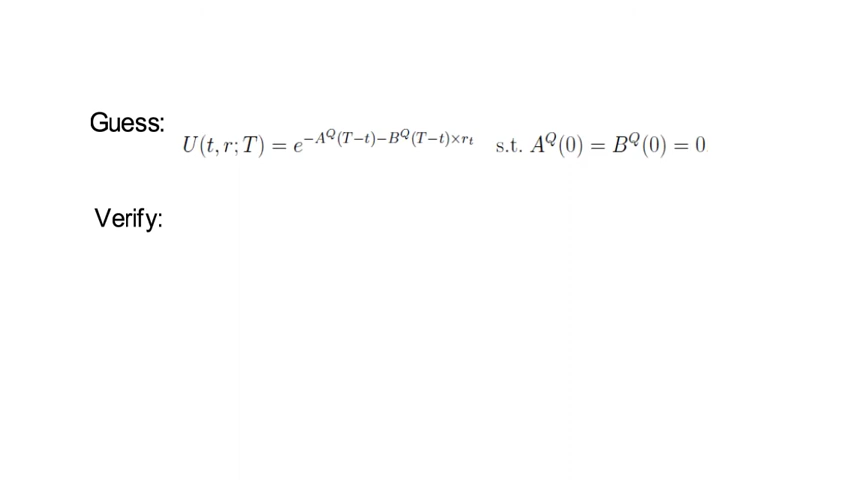 Guess:
U(t, r; T) = e^{−A^Q(T−t)−B^Q(T−t)×r_t} s.t. A^Q(0) = B^Q(0) = 0
Verify: